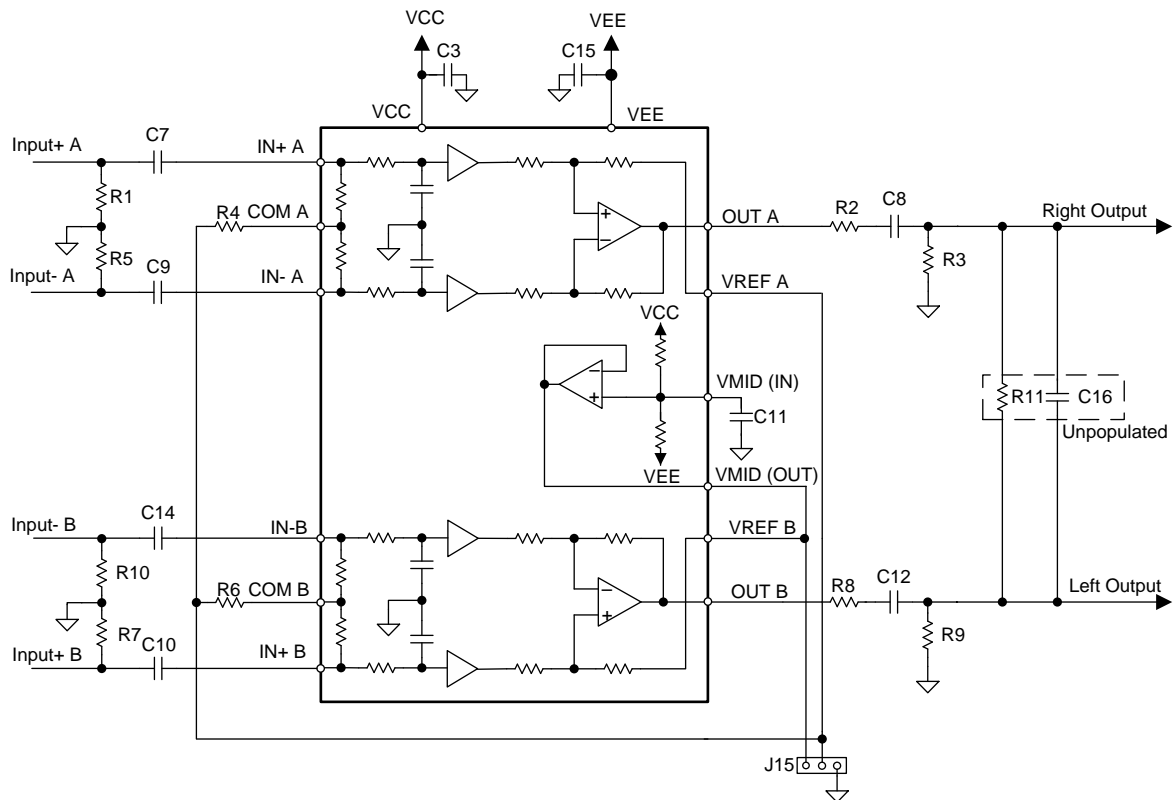 VCC
VEE
C3
C15
VCC
VEE
Input+ A
C7
IN+ A
R1
R4
COM A
OUT A
R2
C8
Right Output
R5
R3
Input- A
C9
IN- A
VREF A
VCC
VMID (IN)
C11
R11
C16
Unpopulated
VEE
VMID (OUT)
Input- B
C14
IN-B
VREF B
R10
R6
COM B
OUT B
R8
C12
Left Output
R7
R9
Input+ B
C10
IN+ B
J15